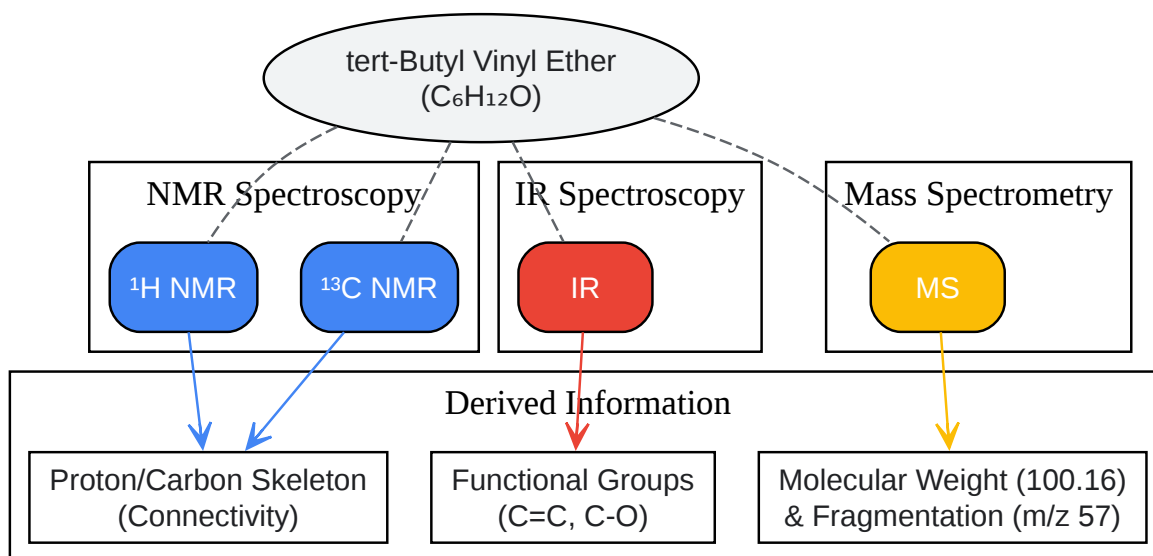 tert-Butyl Vinyl Ether
(C₆H₁₂O)
NMR Spectroscopy
IR Spectroscopy
Mass Spectrometry
¹H NMR
¹³C NMR
IR
MS
Derived Information
Proton/Carbon Skeleton
(Connectivity)
Functional Groups
(C=C, C-O)
Molecular Weight (100.16)
& Fragmentation (m/z 57)